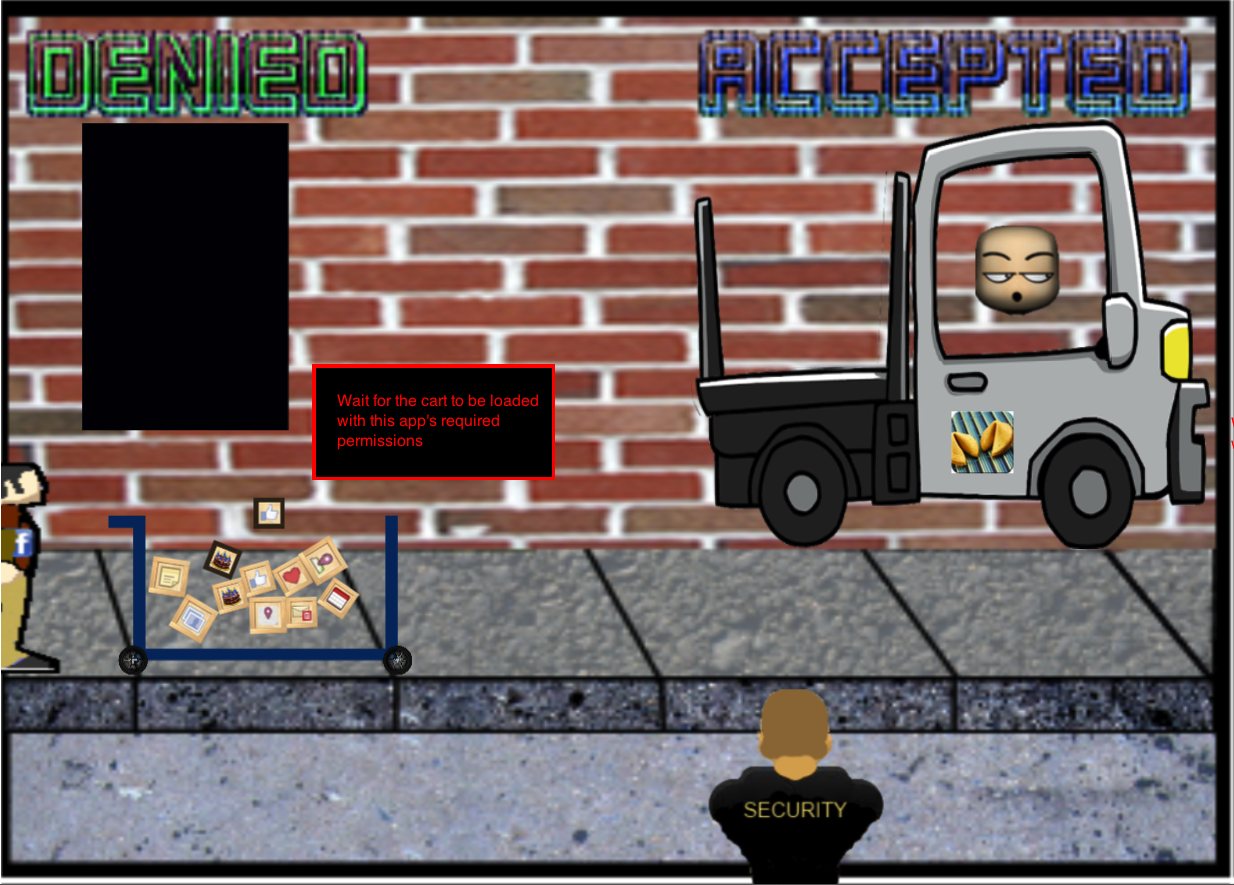 DENIED
ACCEPTED
Wait for the cart to be loaded
with this app's required
permissions
f
SECURITY